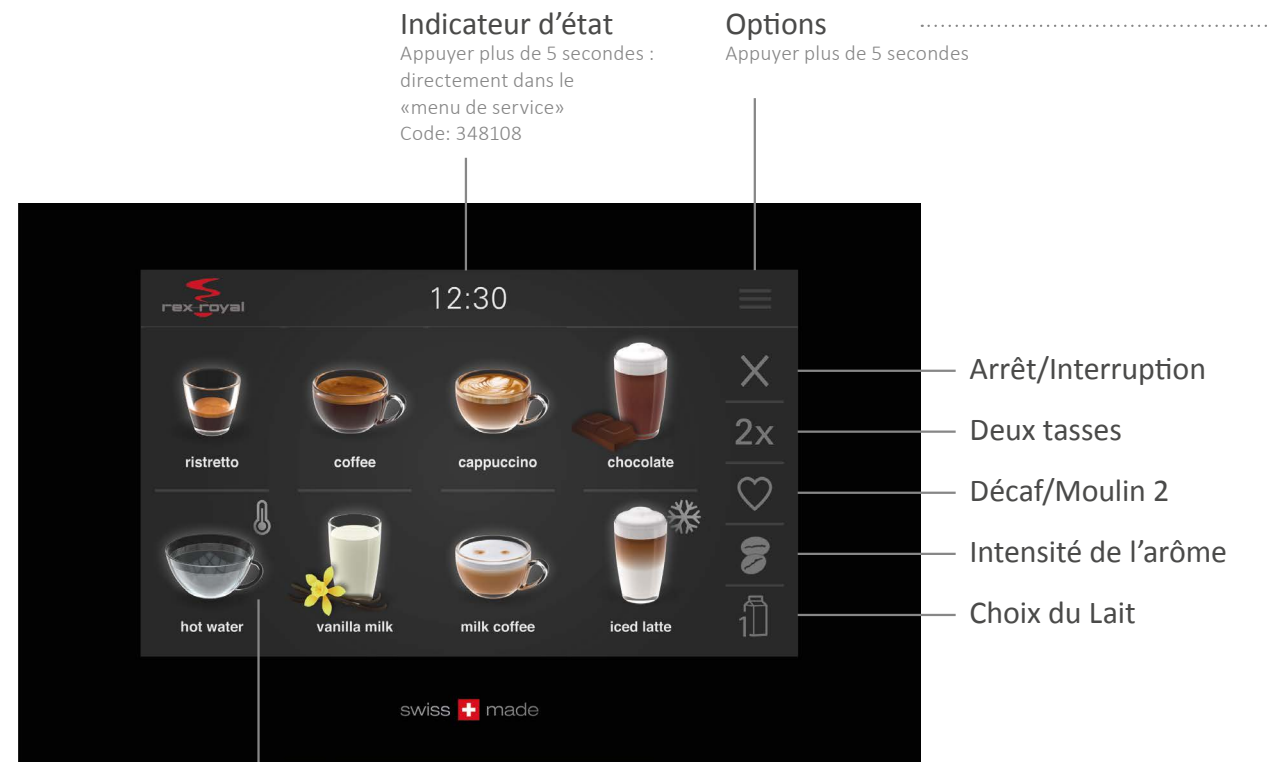 Indicateur d’état
Appuyer plus de 5 secondes :
directement dans le
«menu de service»
Code: 348108
Options
Appuyer plus de 5 secondes
rex-royal
12:30
Arrêt/Interruption
2x
Deux tasses
ristretto
coffee
cappuccino
chocolate
Décaf/Moulin 2
Intensité de l’arôme
1
Choix du Lait
hot water
vanilla milk
milk coffee
iced latte
swiss made